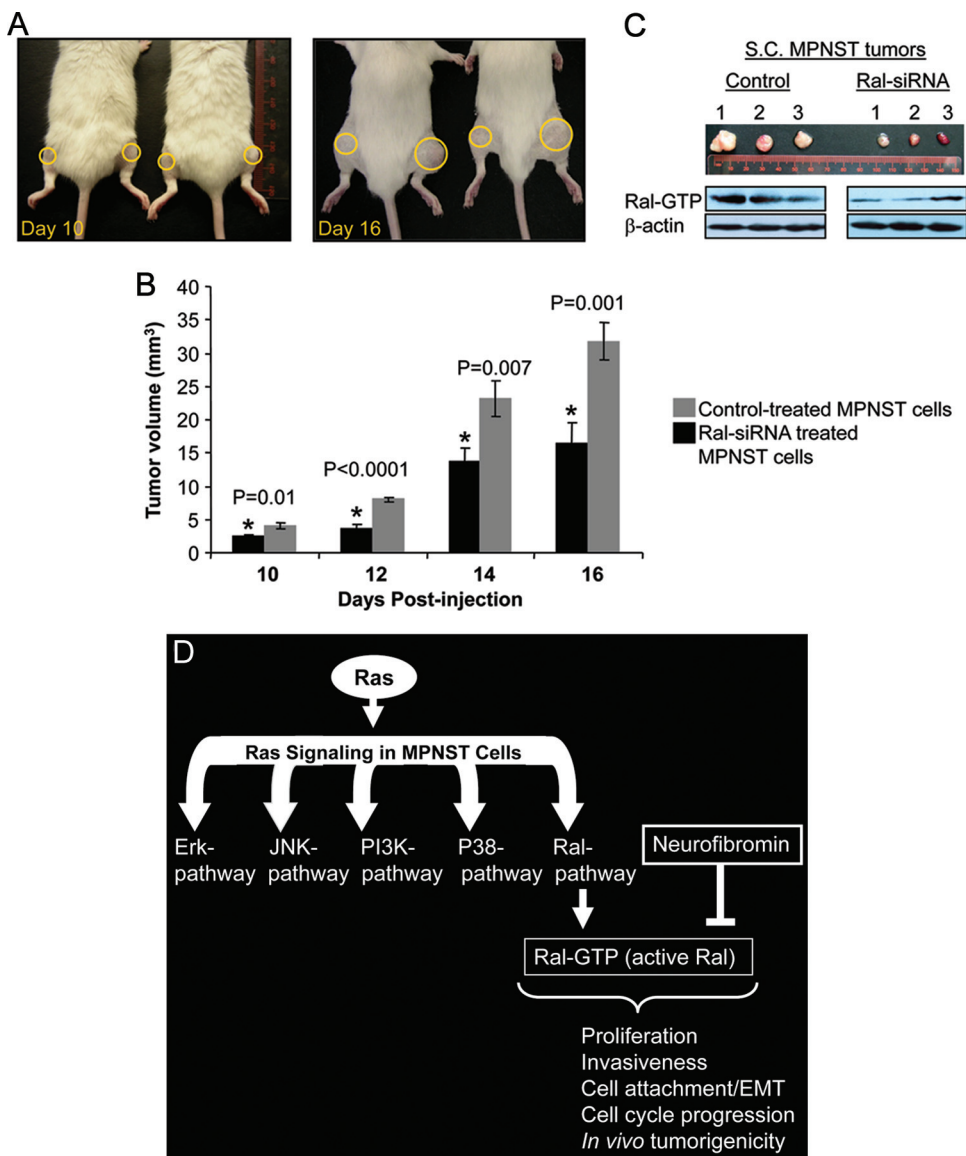 A
Day 10
Day 16
C
S.C. MPNST tumors
Control
Ral-siRNA
1 2 3
1 2 3
Ral-GTP
β-actin
B
Tumor volume (mm³)
40
35
30
25
20
15
10
5
0
P=0.01
P<0.0001
P=0.007
P=0.001
*
*
*
*
10 12 14 16
Days Post-injection
Control-treated MPNST cells
Ral-siRNA treated
MPNST cells
D
Ras
Ras Signaling in MPNST Cells
Erk-
pathway
JNK-
pathway
PI3K-
pathway
P38-
pathway
Ral-
pathway
Neurofibromin
Ral-GTP (active Ral)
Proliferation
Invasiveness
Cell attachment/EMT
Cell cycle progression
In vivo tumorigenicity